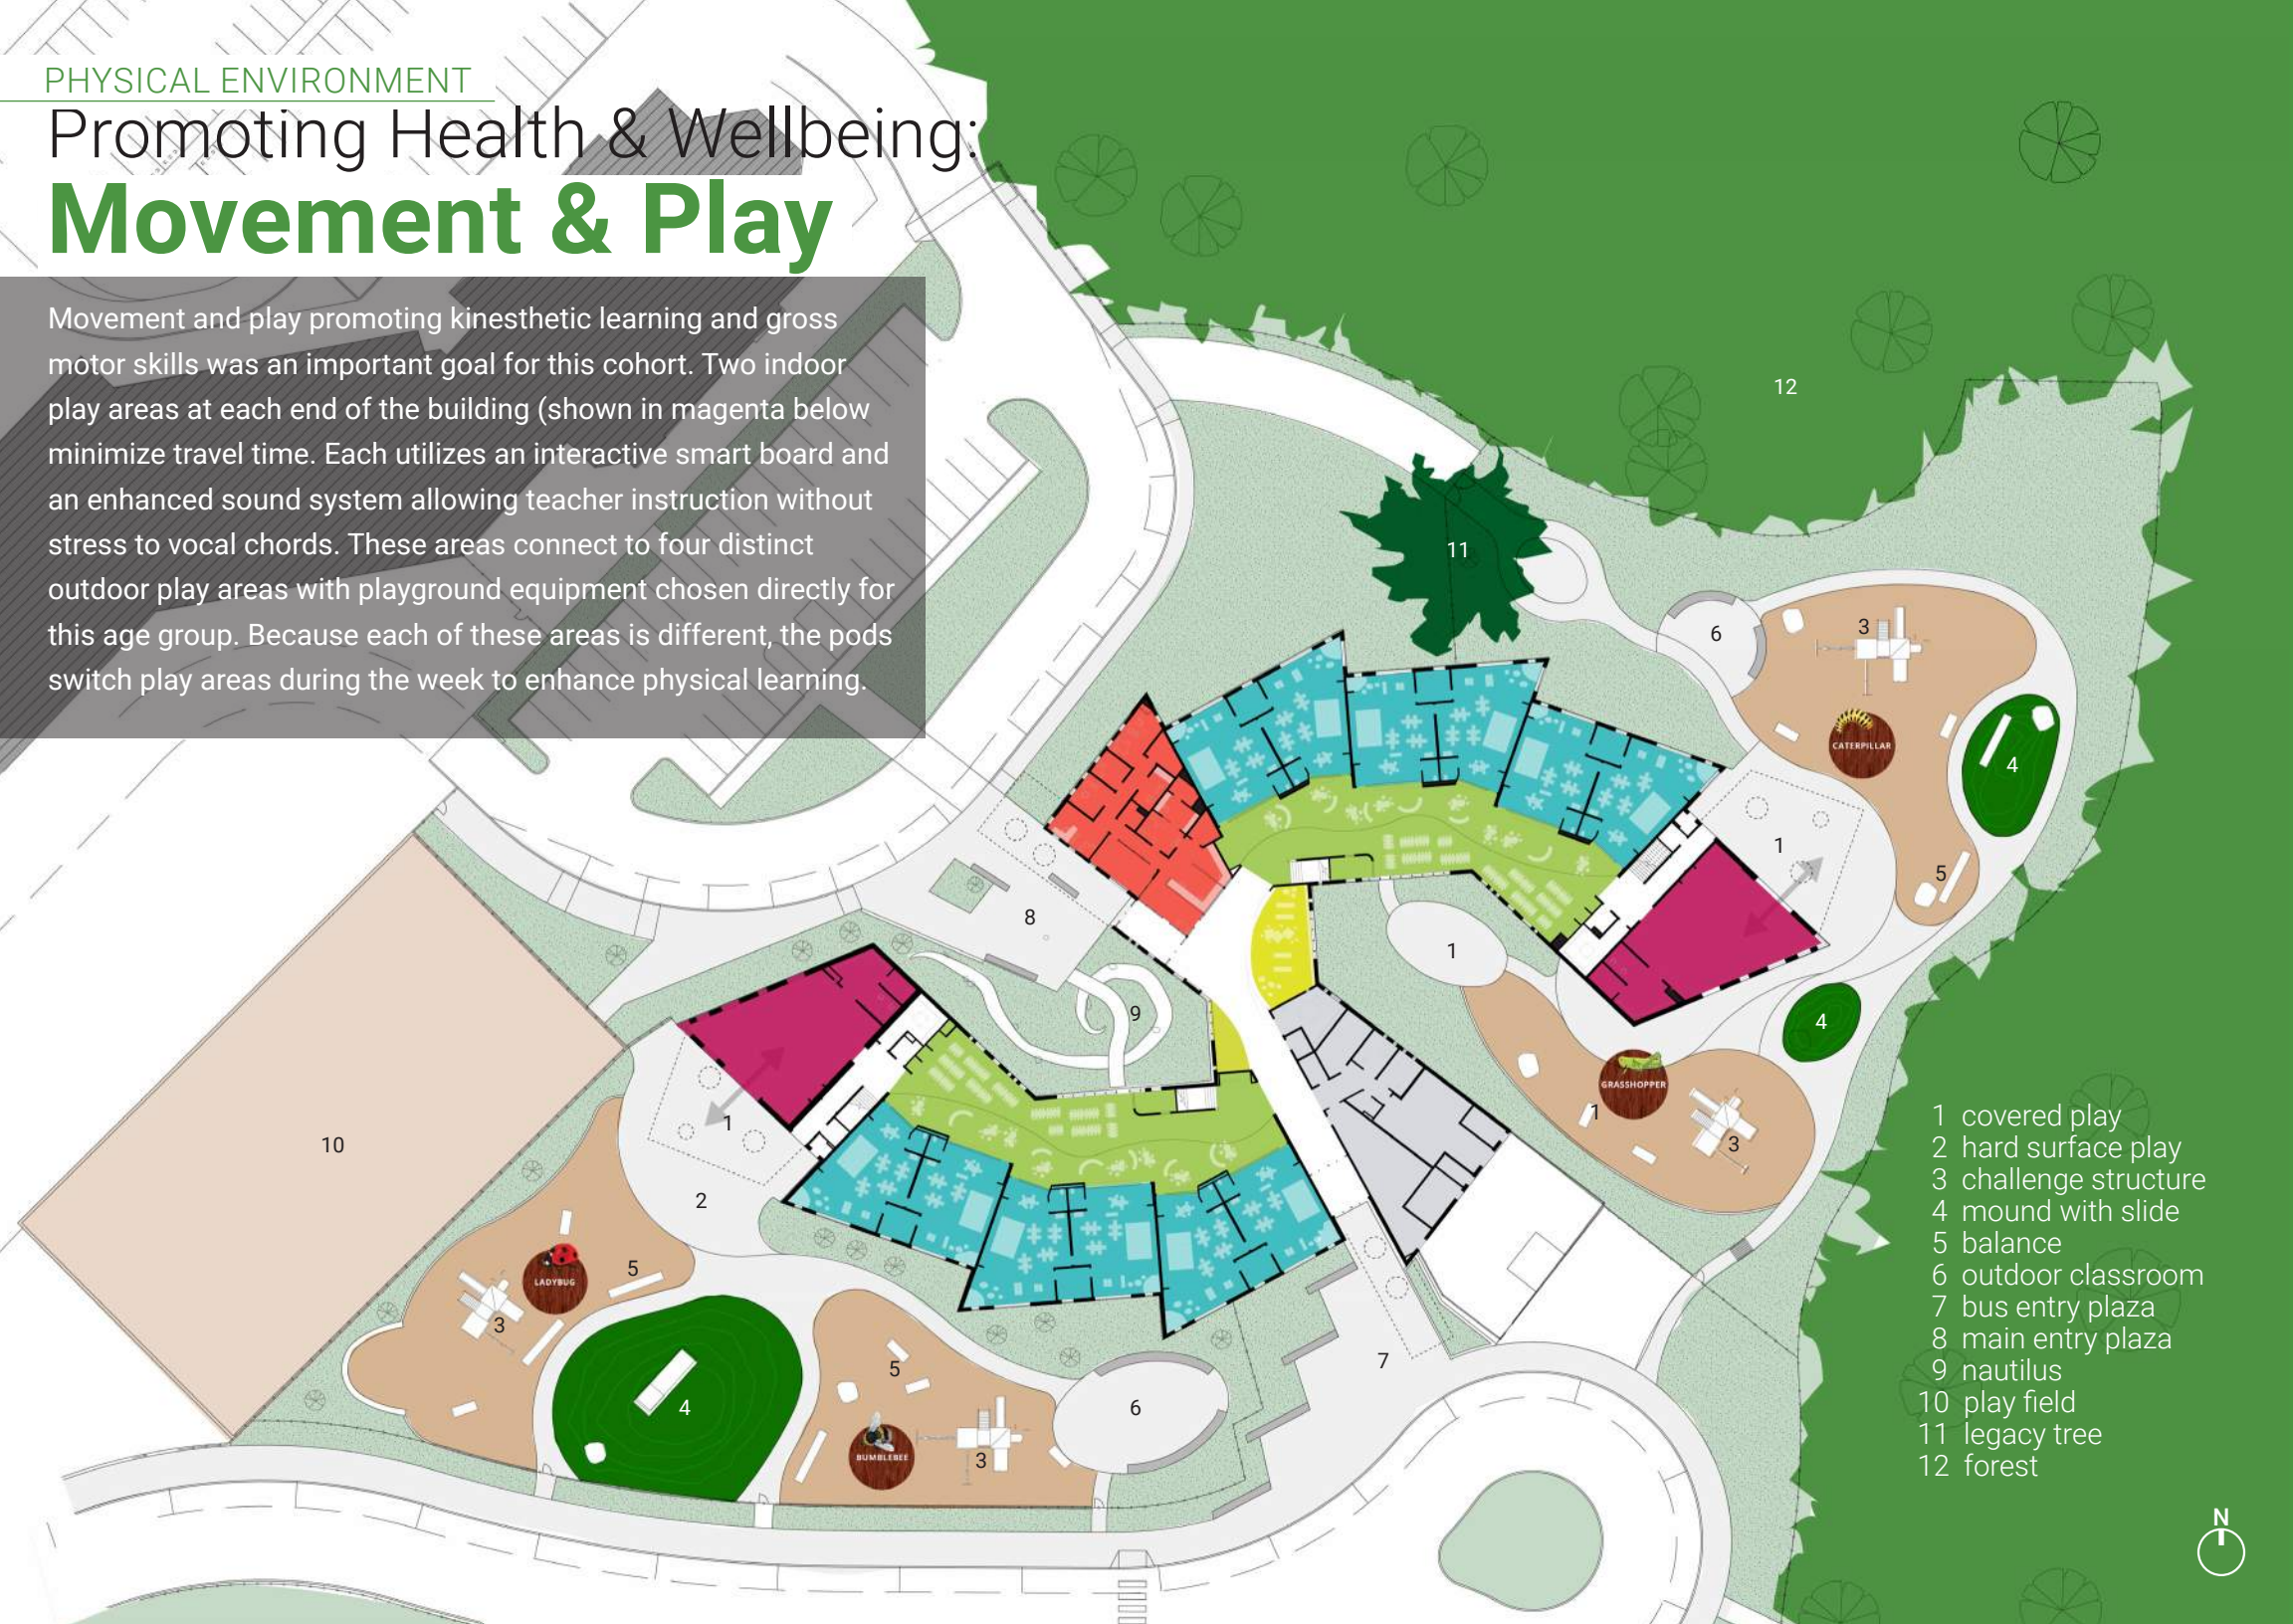 PHYSICAL ENVIRONMENT
Promoting Health & Wellbeing:
Movement & Play
Movement and play promoting kinesthetic learning and gross
motor skills was an important goal for this cohort. Two indoor
play areas at each end of the building (shown in magenta below
minimize travel time. Each utilizes an interactive smart board and
an enhanced sound system allowing teacher instruction without
stress to vocal chords. These areas connect to four distinct
outdoor play areas with playground equipment chosen directly for
this age group. Because each of these areas is different, the pods
switch play areas during the week to enhance physical learning.
12
11
6
3
CATERPILLAR
4
1
5
8
1
9
4
GRASSHOPPER
1
3
10
1
2
LADYBUG
5
3
5
4
6
7
BUMBLEBEE
3
1 covered play
2 hard surface play
3 challenge structure
4 mound with slide
5 balance
6 outdoor classroom
7 bus entry plaza
8 main entry plaza
9 nautilus
10 play field
11 legacy tree
12 forest
N